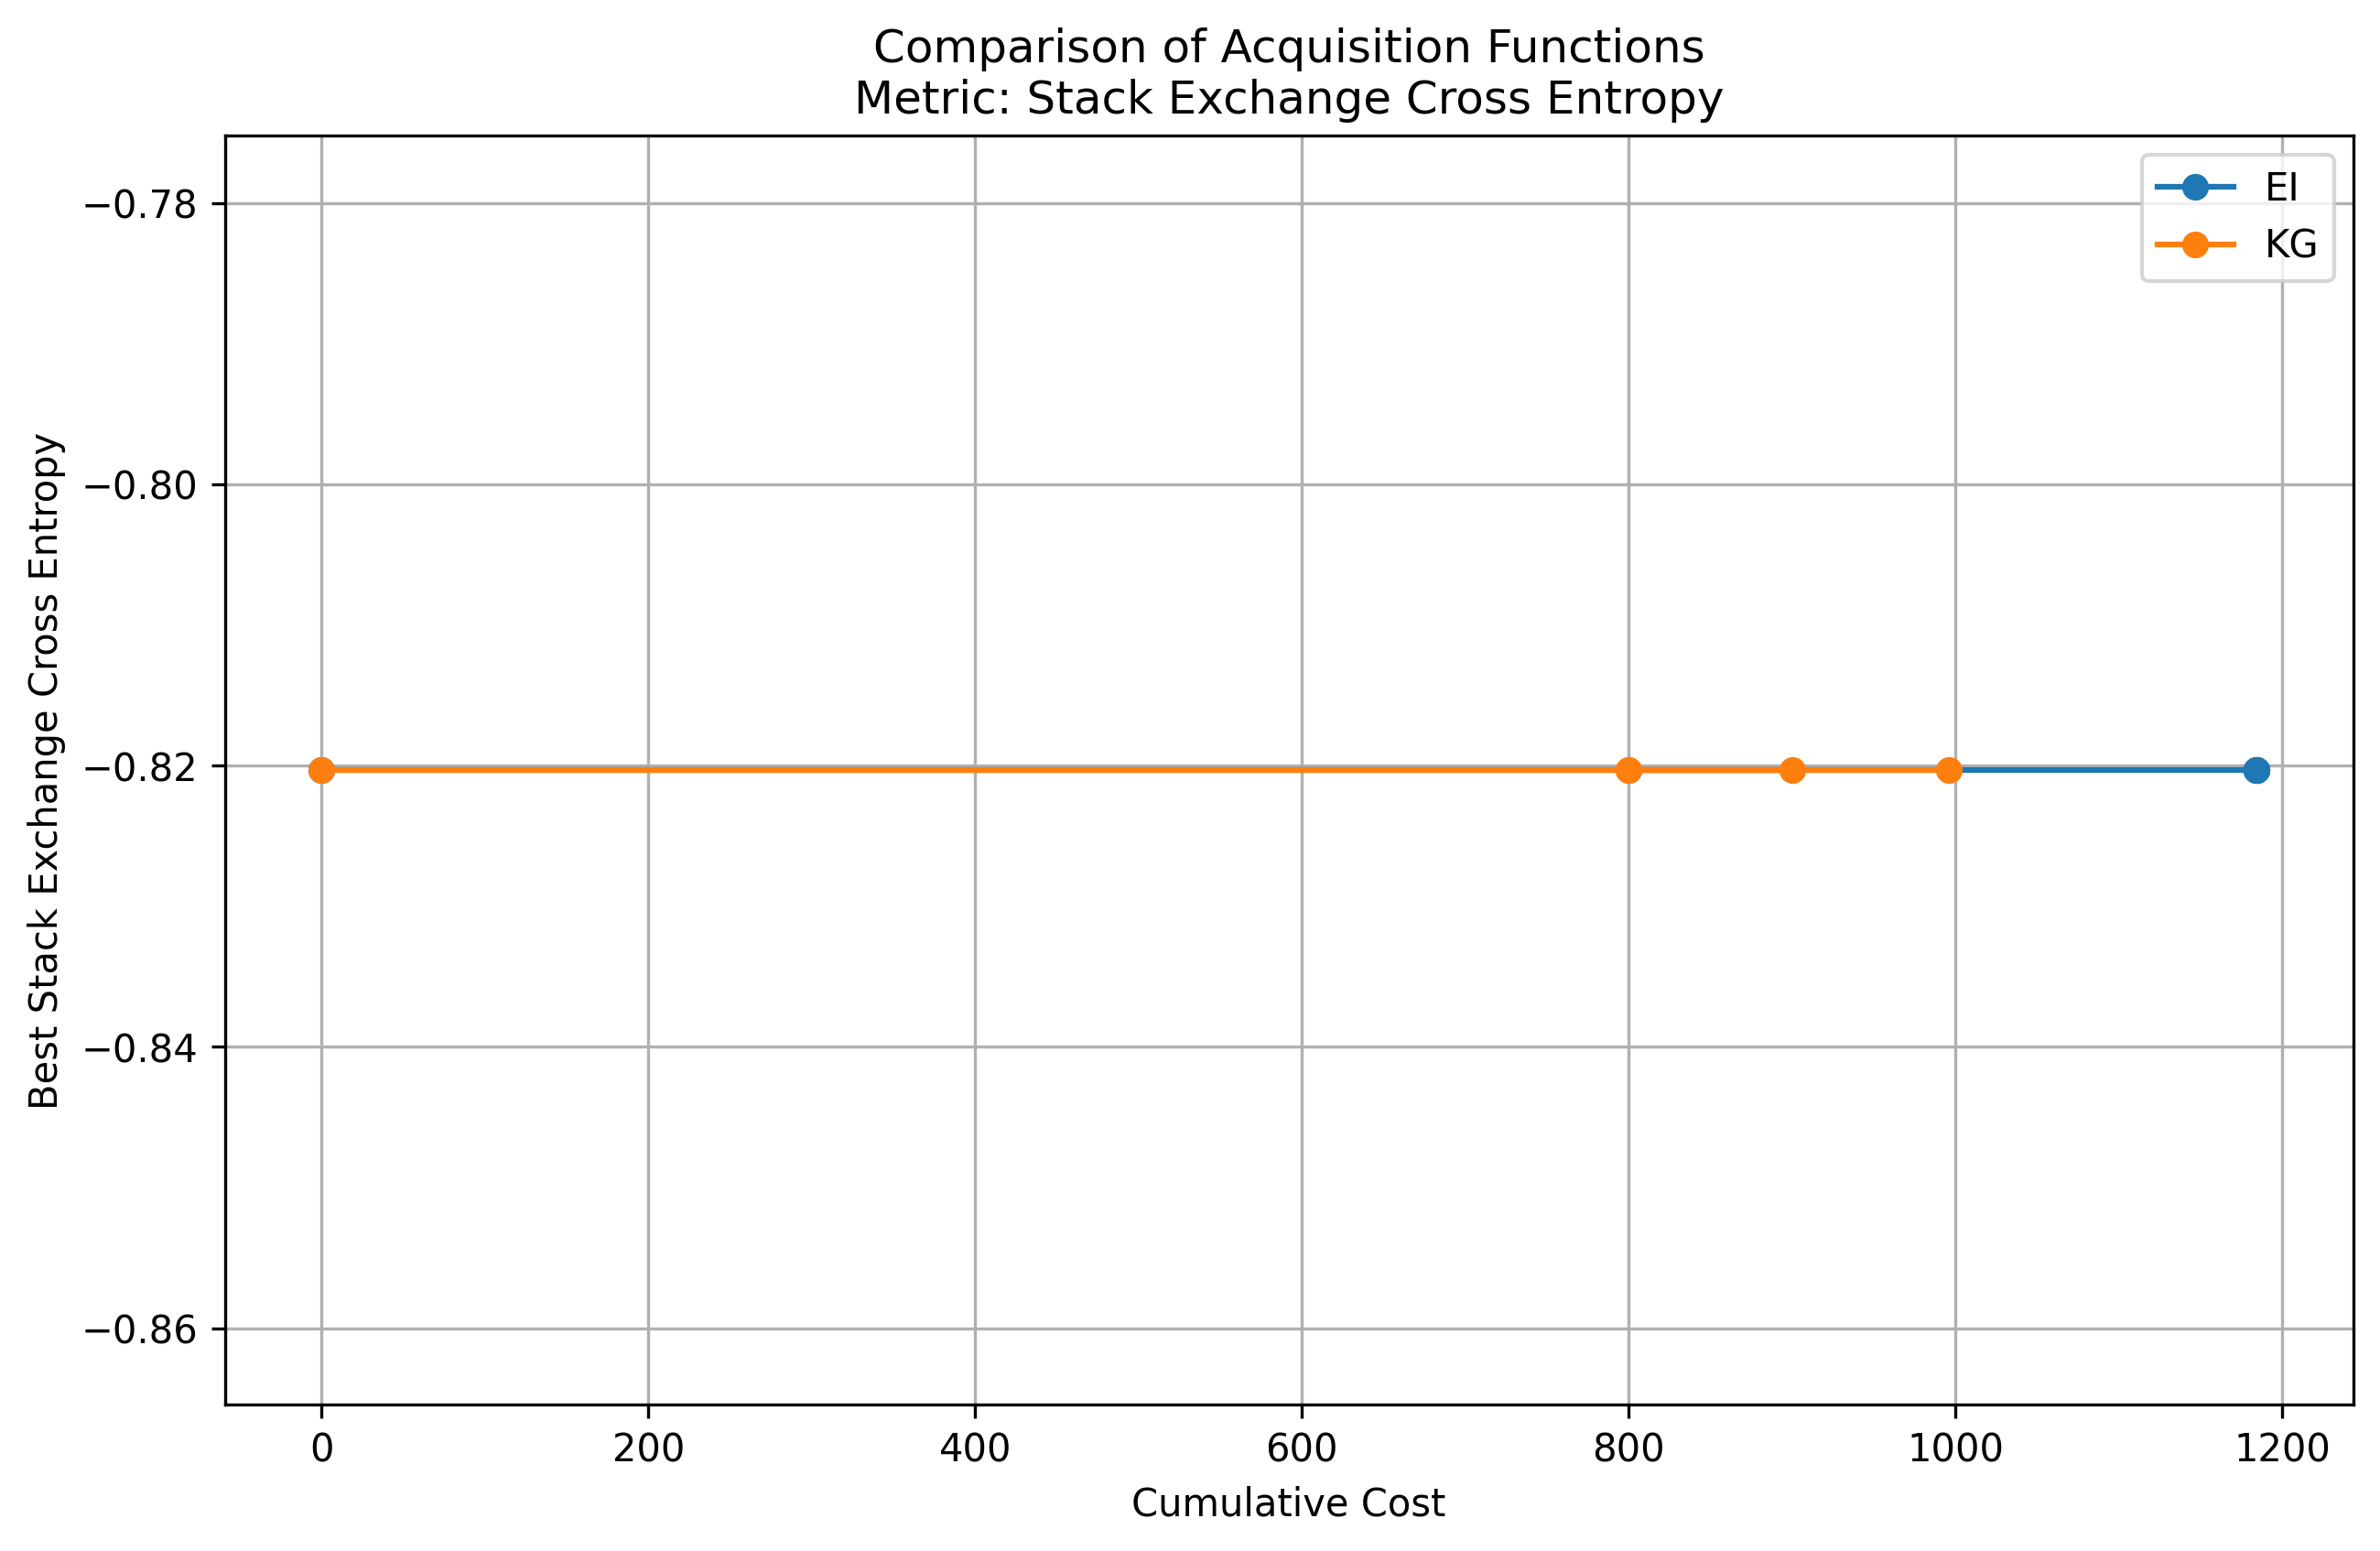 Comparison of Acquisition Functions
Metric: Stack Exchange Cross Entropy
EI
KG
Best Stack Exchange Cross Entropy
−0.78
−0.80
−0.82
−0.84
−0.86
0 200 400 600 800 1000 1200
Cumulative Cost